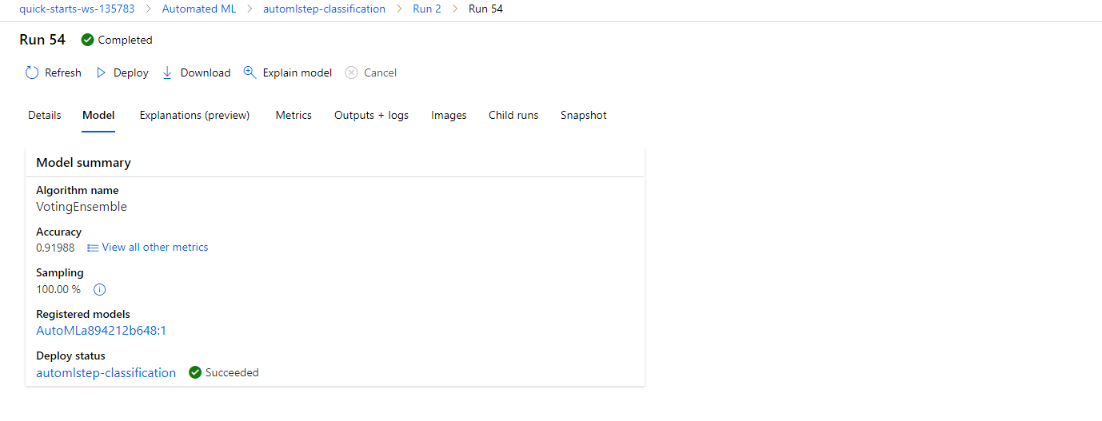 quick-starts-ws-135783 > Automated ML > automlstep-classification > Run 2 > Run 54
Run 54 Completed
Refresh Deploy Download Explain model Cancel
Details Model Explanations (preview) Metrics Outputs + logs Images Child runs Snapshot
Model summary
Algorithm name
VotingEnsemble
Accuracy
0.91988 View all other metrics
Sampling
100.00 %
Registered models
AutoMLa894212b648:1
Deploy status
automlstep-classification Succeeded